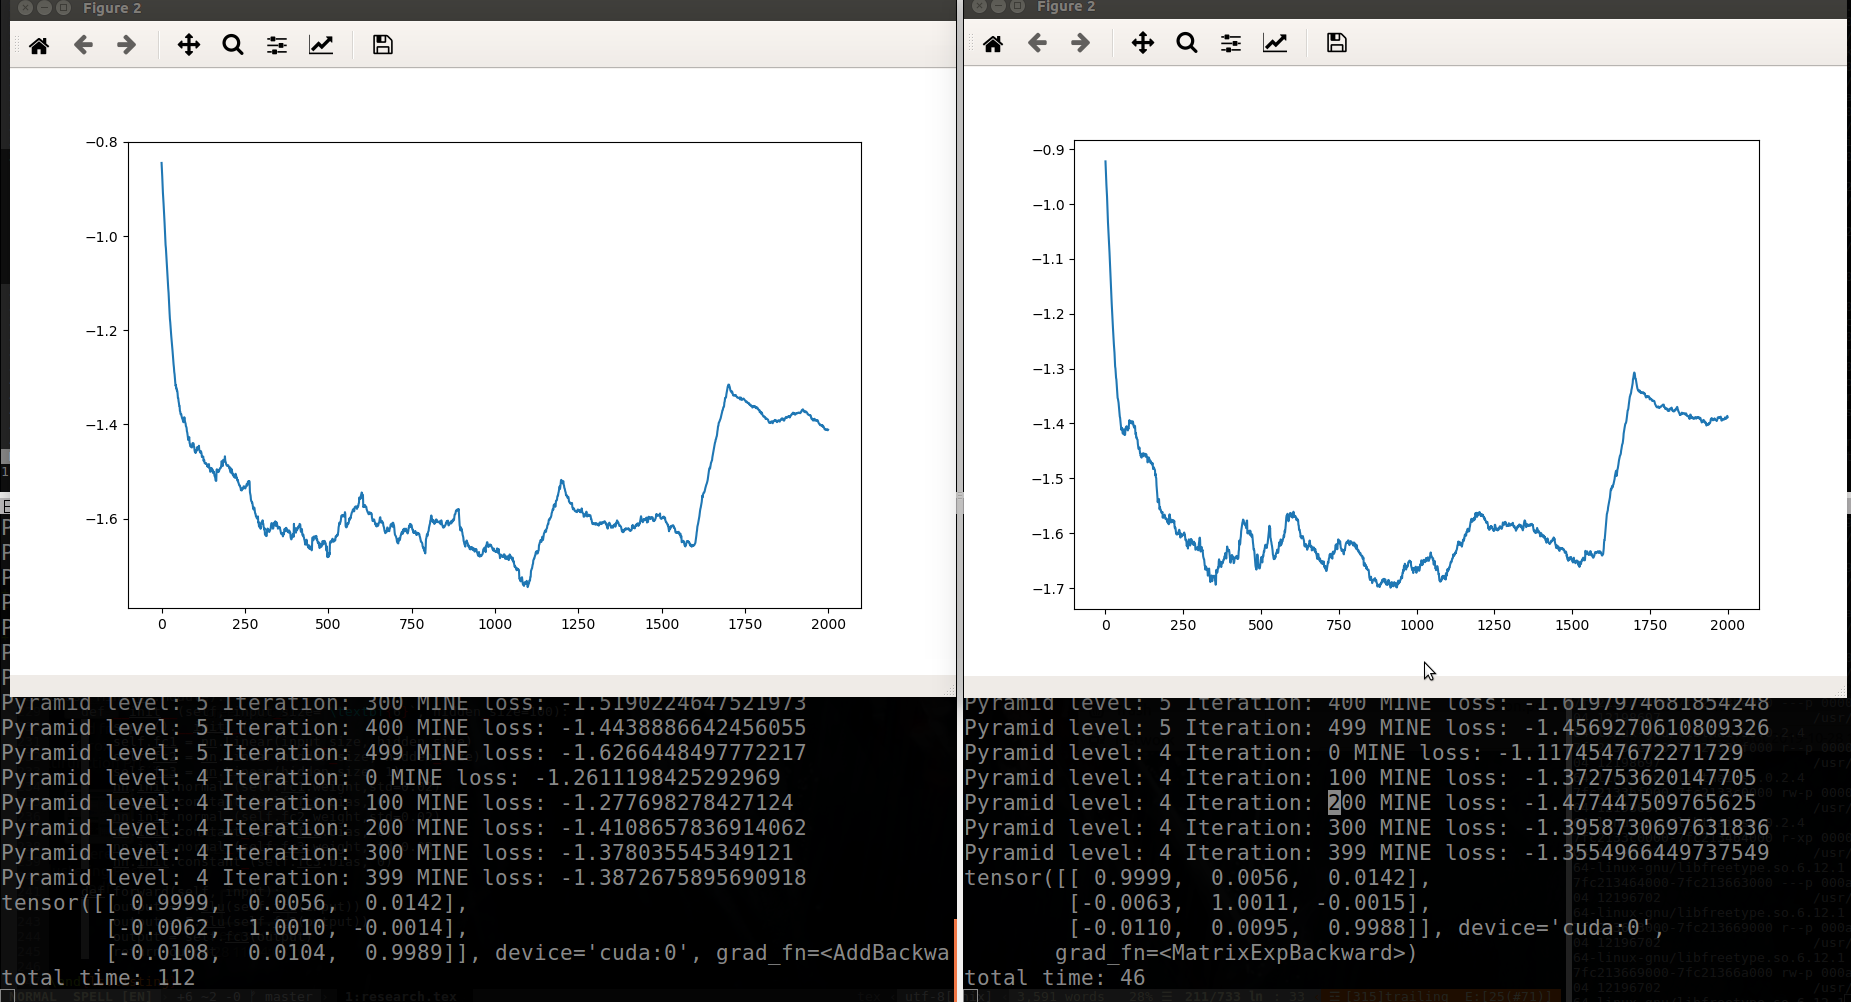 Figure 2
−0.8
−1.0
−1.2
−1.4
−1.6
0 250 500 750 1000 1250 1500 1750 2000
Pyramid level: 5 Iteration: 300 MINE loss: -1.5190224647521973
Pyramid level: 5 Iteration: 400 MINE loss: -1.4438886642456055
Pyramid level: 5 Iteration: 499 MINE loss: -1.6266448497772217
Pyramid level: 4 Iteration: 0 MINE loss: -1.2611198425292969
Pyramid level: 4 Iteration: 100 MINE loss: -1.277698278427124
Pyramid level: 4 Iteration: 200 MINE loss: -1.4108657836914062
Pyramid level: 4 Iteration: 300 MINE loss: -1.378035545349121
Pyramid level: 4 Iteration: 399 MINE loss: -1.3872675895690918
tensor([[ 0.9999, 0.0056, 0.0142],
[-0.0062, 1.0010, -0.0014],
[-0.0108, 0.0104, 0.9989]], device='cuda:0', grad_fn=<AddBackwa
total time: 112
Figure 2
−0.9
−1.0
−1.1
−1.2
−1.3
−1.4
−1.5
−1.6
−1.7
0 250 500 750 1000 1250 1500 1750 2000
Pyramid level: 5 Iteration: 400 MINE loss: -1.619797468185424​8
Pyramid level: 5 Iteration: 499 MINE loss: -1.4569270610809326
Pyramid level: 4 Iteration: 0 MINE loss: -1.1174547672271729
Pyramid level: 4 Iteration: 100 MINE loss: -1.372753620147705
Pyramid level: 4 Iteration: 200 MINE loss: -1.477447509765625
Pyramid level: 4 Iteration: 300 MINE loss: -1.3958730697631836
Pyramid level: 4 Iteration: 399 MINE loss: -1.3554966449737549
tensor([[ 0.9999, 0.0056, 0.0142],
[-0.0063, 1.0011, -0.0015],
[-0.0110, 0.0095, 0.9988]], device='cuda:0',
grad_fn=<MatrixExpBackward>)
total time: 46